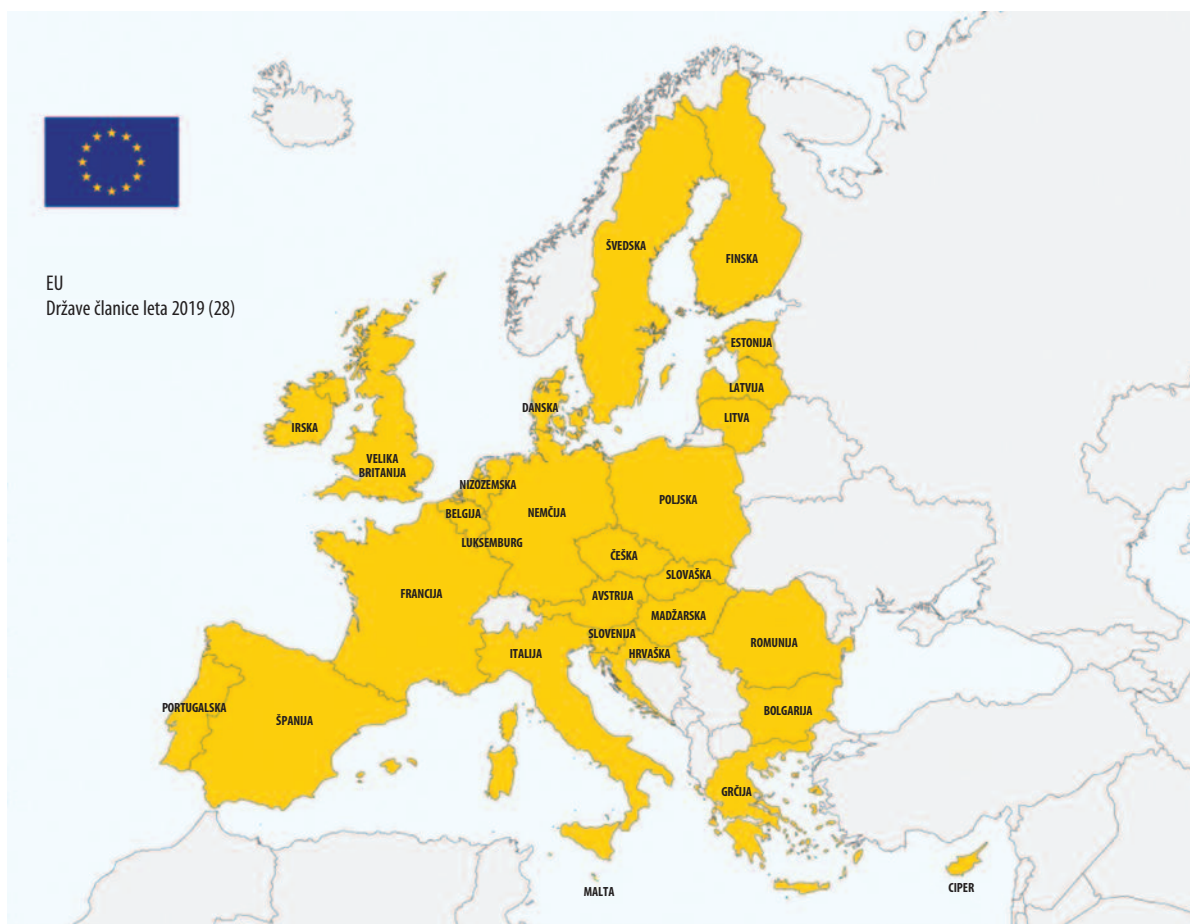 EU
Države članice leta 2019 (28)
ŠVEDSKA
FINSKA
ESTONIJA
LATVIJA
LITVA
DANSKA
IRSKA
VELIKA
BRITANIJA
NIZOZEMSKA
BELGIJA
LUKSEMBURG
NEMČIJA
POLJSKA
ČEŠKA
SLOVAŠKA
AVSTRIJA
MADŽARSKA
FRANCIJA
SLOVENIJA
HRVAŠKA
ITALIJA
ROMUNIJA
BOLGARIJA
PORTUGALSKA
ŠPANIJA
GRČIJA
MALTA
CIPER